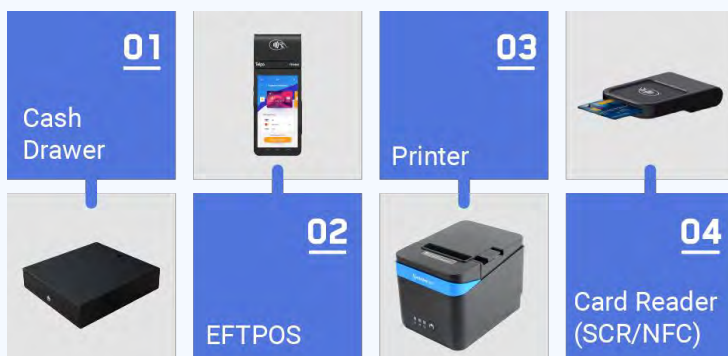 01
Cash
Drawer
02
EFTPOS
03
Printer
04
Card Reader
(SCR/NFC)